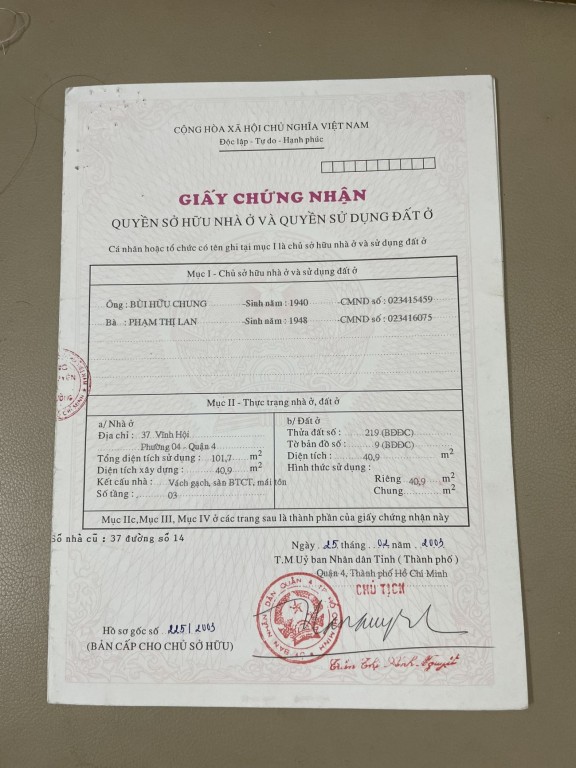 CỘNG HÒA XÃ HỘI CHỦ NGHĨA VIỆT NAM
Độc lập - Tự do - Hạnh phúc
GIẤY CHỨNG NHẬN
QUYỀN SỞ HỮU NHÀ Ở VÀ QUYỀN SỬ DỤNG ĐẤT Ở
Cá nhân hoặc tổ chức có tên ghi tại mục I là chủ sở hữu nhà ở và sử dụng đất ở
Mục I - Chủ sở hữu nhà ở và sử dụng đất ở
Ông : BÙI HỮU CHUNG -Sinh năm : 1940 -CMND số : 023415459
Bà : PHẠM THỊ LAN -Sinh năm : 1948 -CMND số : 023416075
Mục II - Thực trạng nhà ở, đất ở
a/ Nhà ở
Địa chỉ : 37 Vĩnh Hội
Phường 04 - Quận 4
Tổng diện tích sử dụng : 101,7 m2
Diện tích xây dựng : 40,9 m2
Kết cấu nhà : Vách gạch, sàn BTCT, mái tôn
Số tầng : 03
b/ Đất ở
Thửa đất số : 219 (BĐĐC)
Tờ bản đồ số : 9 (BĐĐC)
Diện tích : 40,9 m2
Hình thức sử dụng :
Riêng 40,9 m2
Chung m2
Mục IIc, Mục III, Mục IV ở các trang sau là thành phần của giấy chứng nhận này
Số nhà cũ : 37 đường số 14
Ngày 25 tháng 02 năm 2003
T.M Uỷ ban Nhân dân Tỉnh ( Thành phố )
Quận 4, Thành phố Hồ Chí Minh
CHỦ TỊCH
Hồ sơ gốc số 225/ 2003
(BẢN CẤP CHO CHỦ SỞ HỮU)
ỦY BAN NHÂN DÂN QUẬN 4 T.P HỒ CHÍ MINH